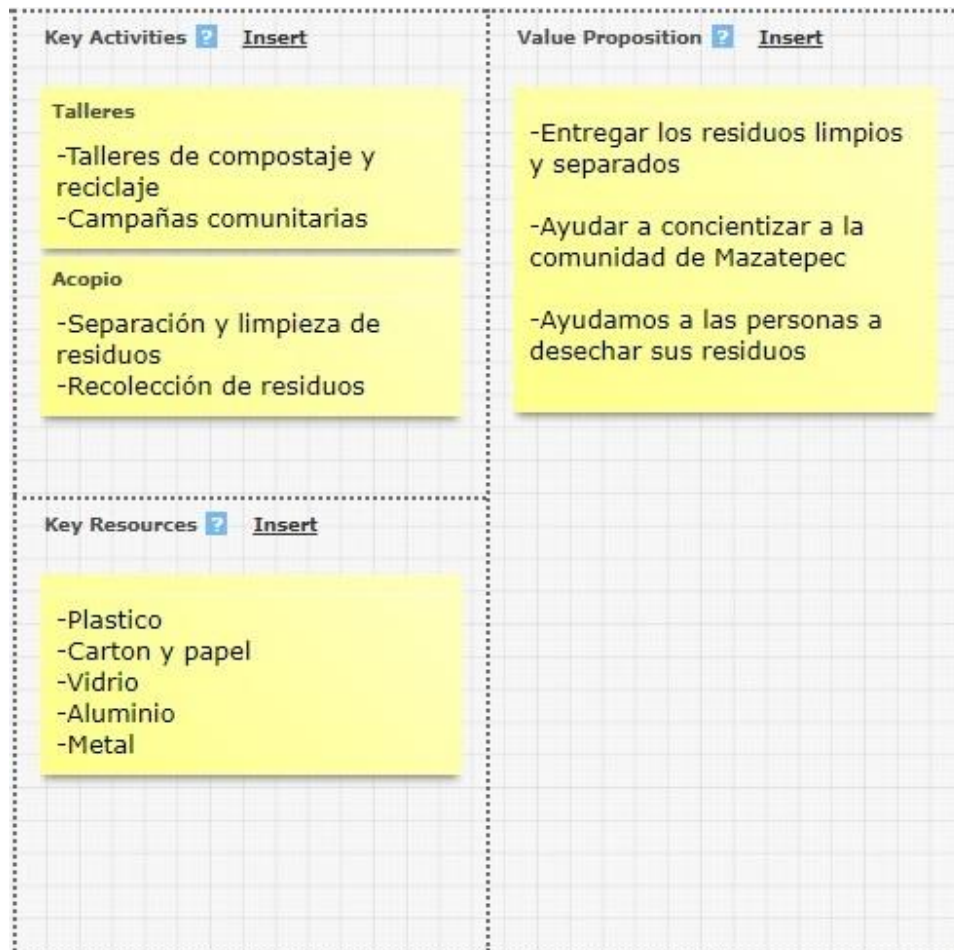 Key Activities ? Insert
Talleres
-Talleres de compostaje y
reciclaje
-Campañas comunitarias
Acopio
-Separación y limpieza de
residuos
-Recolección de residuos
Key Resources ? Insert
-Plastico
-Carton y papel
-Vidrio
-Aluminio
-Metal
Value Proposition ? Insert
-Entregar los residuos limpios
y separados
-Ayudar a concientizar a la
comunidad de Mazatepec
-Ayudamos a las personas a
desechar sus residuos